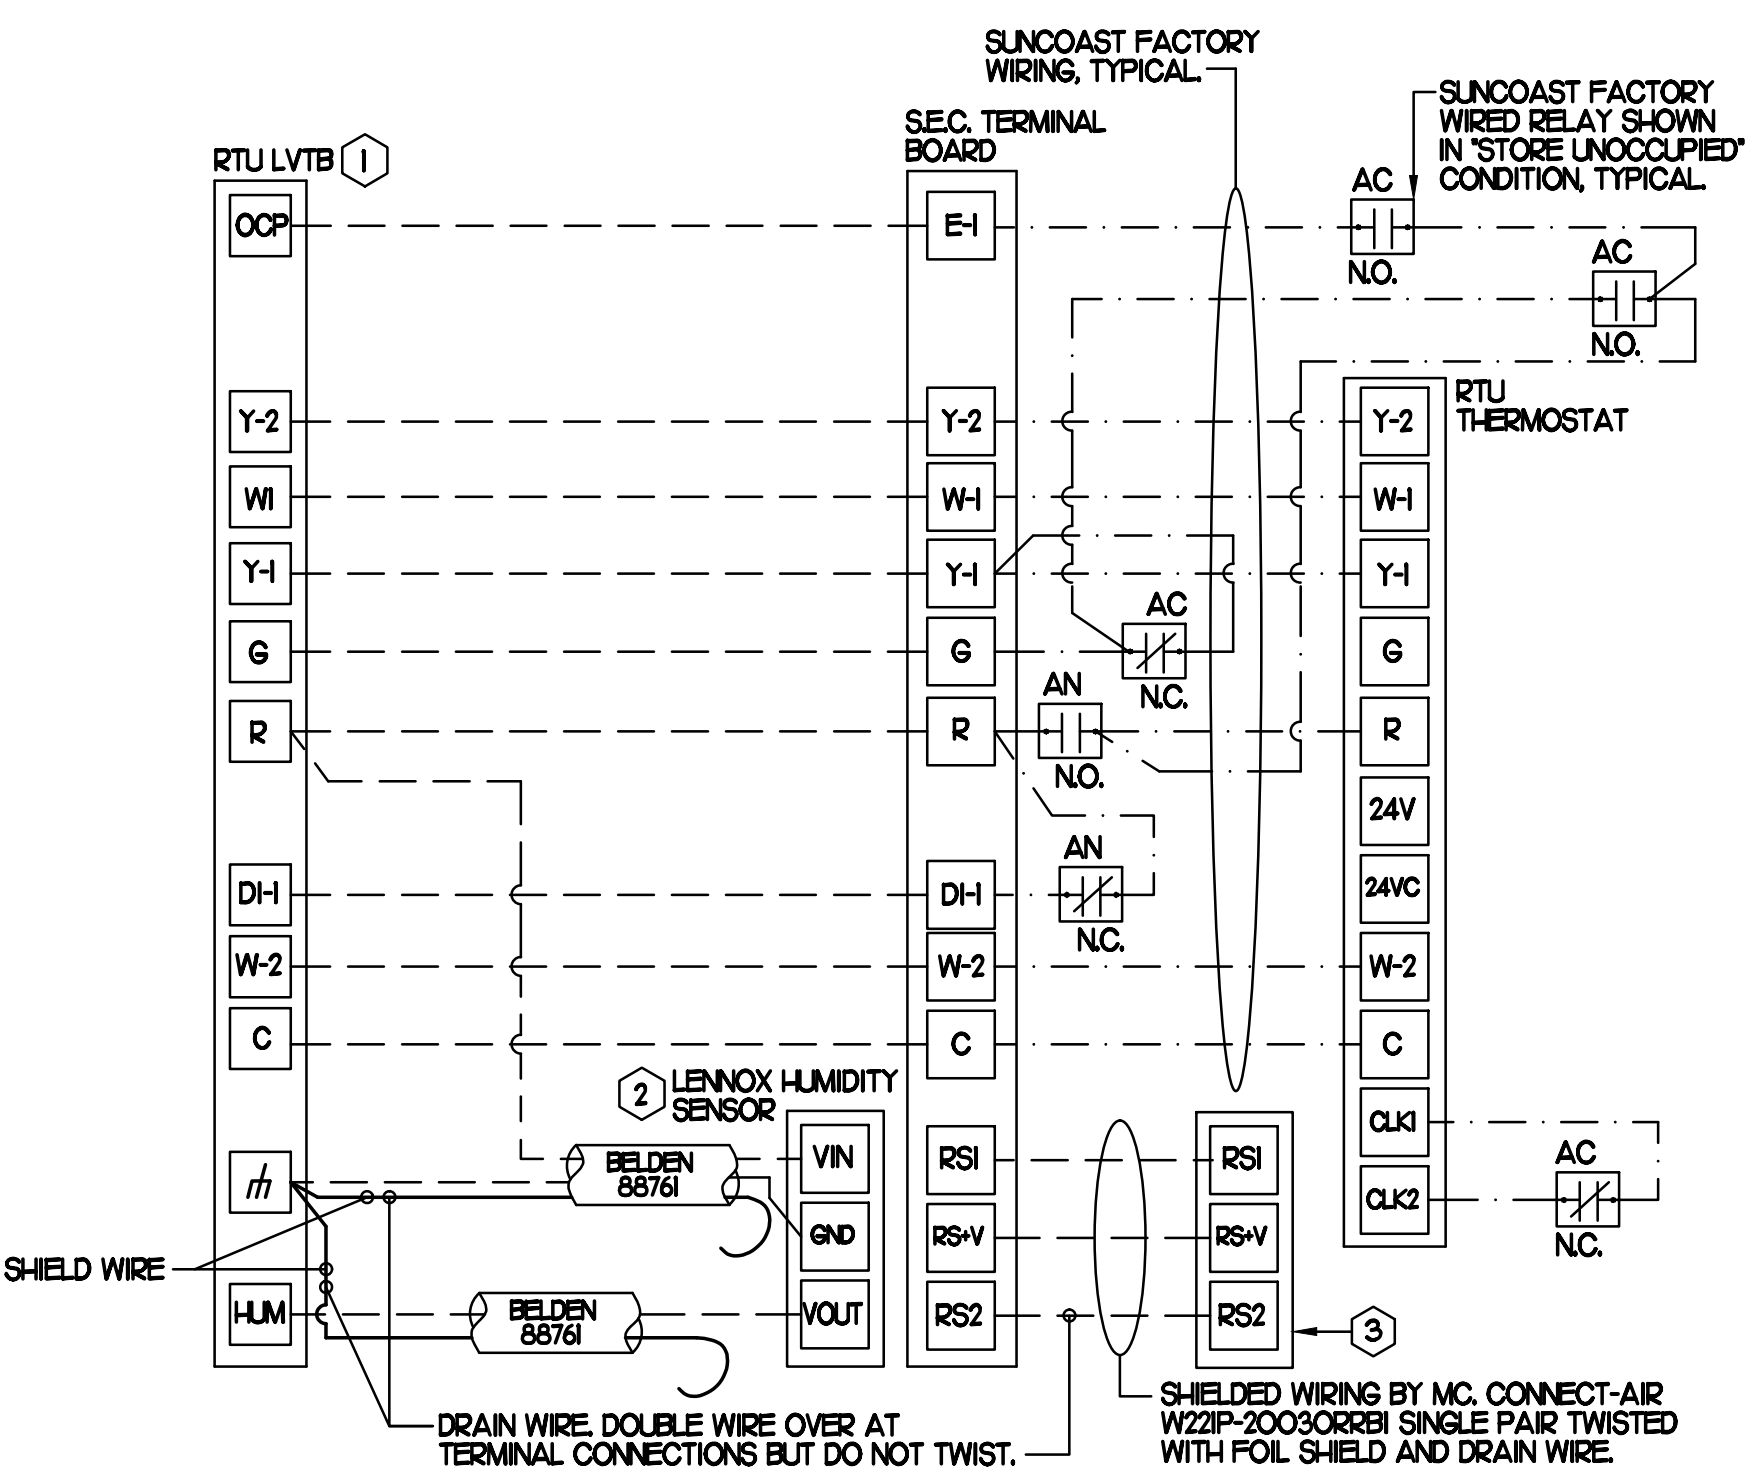 SUNCOAST FACTORY
WIRING, TYPICAL.
SUNCOAST FACTORY
WIRED RELAY SHOWN
IN "STORE UNOCCUPIED"
CONDITION, TYPICAL.
S.E.C. TERMINAL
BOARD
RTU LVTB
1
OCP
E-1
AC
N.O.
AC
N.O.
RTU
THERMOSTAT
Y-2
Y-2
Y-2
W1
W-1
W-1
Y-1
Y-1
Y-1
AC
N.C.
G
G
G
AN
N.O.
R
R
R
24V
AN
N.C.
24VC
D1-1
D1-1
W-2
W-2
W-2
C
C
C
2
LENNOX HUMIDITY
SENSOR
CLK1
AC
N.C.
CLK2
BELDEN
88761
VIN
RS1
RS1
GND
RS+V
RS+V
SHIELD WIRE
HUM
BELDEN
88761
VOUT
RS2
RS2
3
DRAIN WIRE. DOUBLE WIRE OVER AT
TERMINAL CONNECTIONS BUT DO NOT TWIST.
SHIELDED WIRING BY MC. CONNECT-AIR
W221P-20030RRB1 SINGLE PAIR TWISTED
WITH FOIL SHIELD AND DRAIN WIRE.